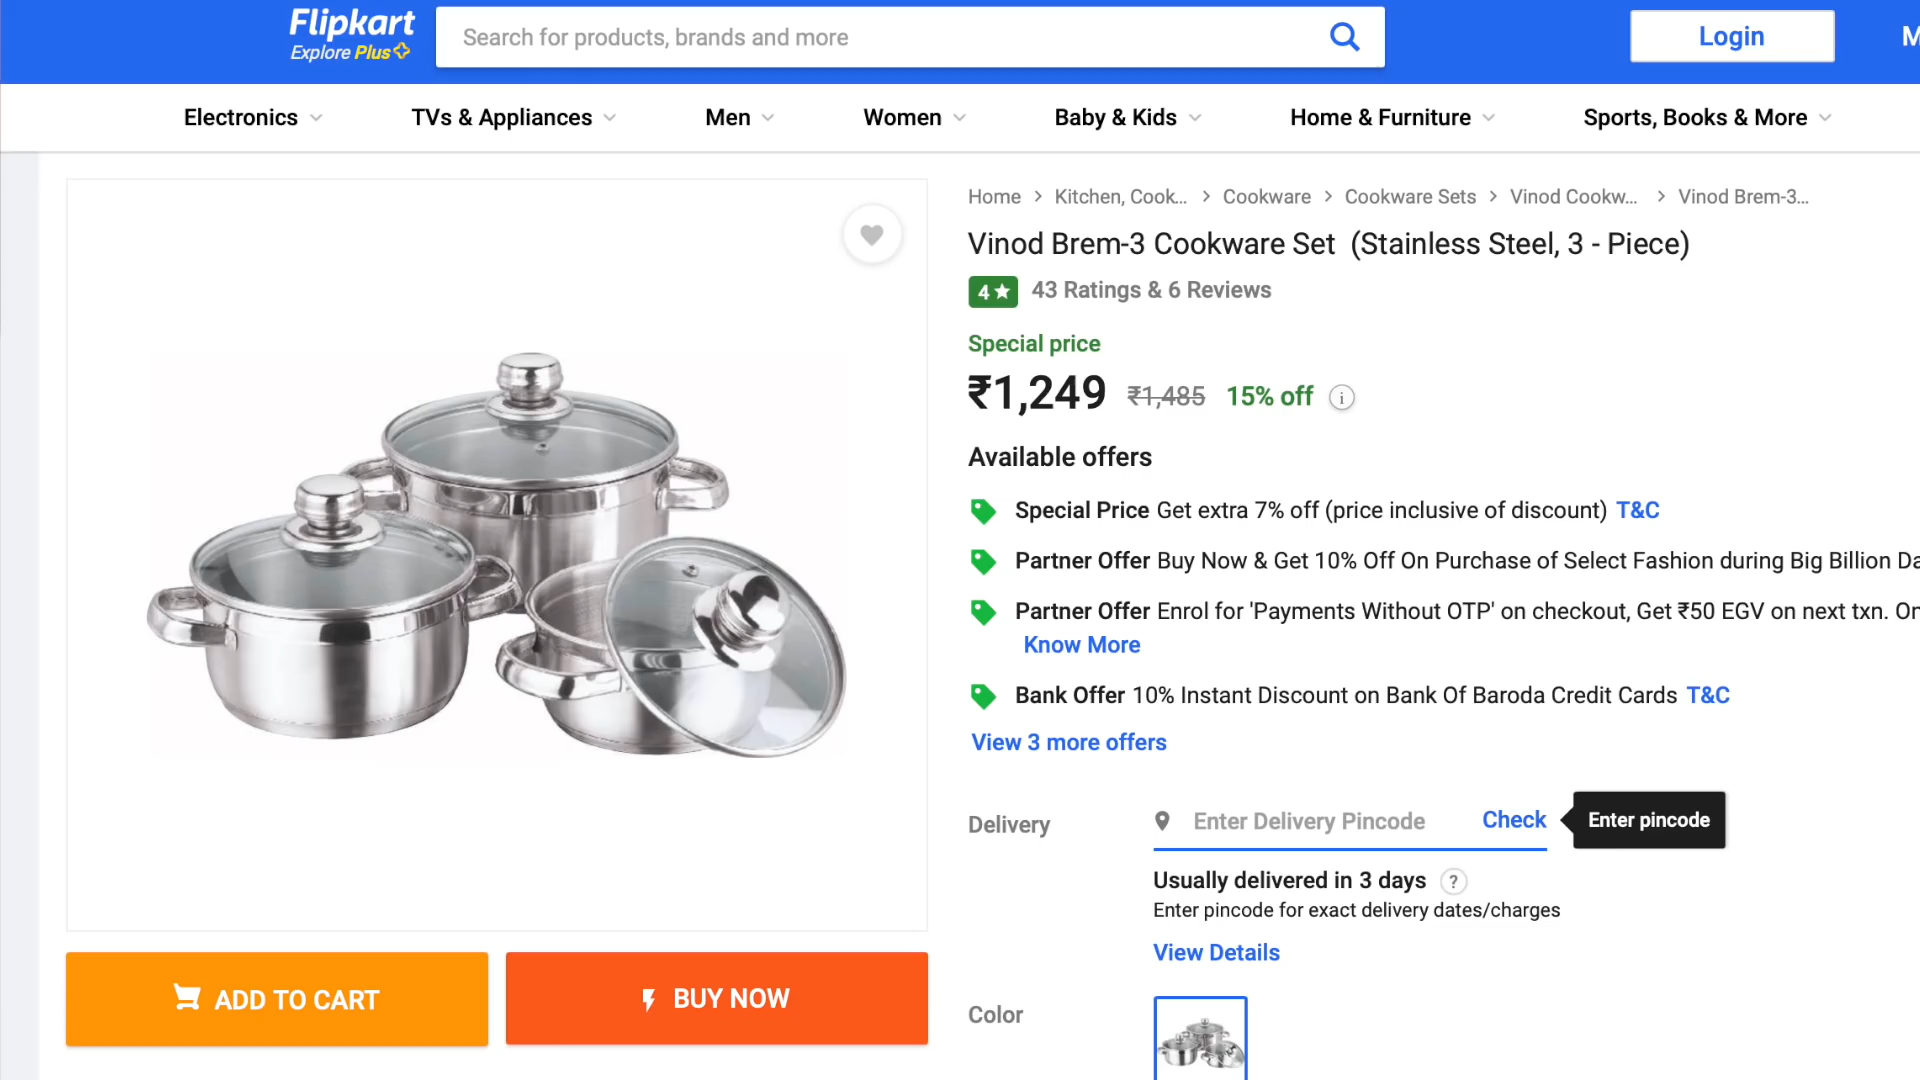 Flipkart
Explore Plus
Search for products, brands and more
Login
Electronics
TVs & Appliances
Men
Women
Baby & Kids
Home & Furniture
Sports, Books & More
Home
Kitchen, Cook...
Cookware
Cookware Sets
Vinod Cookw...
Vinod Brem-3...
Vinod Brem-3 Cookware Set (Stainless Steel, 3 - Piece)
4★ 43 Ratings & 6 Reviews
Special price
₹1,249 ₹1,485 15% off
Available offers
Special Price Get extra 7% off (price inclusive of discount) T&C
Partner Offer Buy Now & Get 10% Off On Purchase of Select Fashion during Big Billion
Partner Offer Enrol for 'Payments Without OTP' on checkout, Get ₹50 EGV on next txn.
Know More
Bank Offer 10% Instant Discount on Bank Of Baroda Credit Cards T&C
View 3 more offers
Delivery
Enter Delivery Pincode
Check
Enter pincode
Usually delivered in 3 days ?
Enter pincode for exact delivery dates/charges
View Details
ADD TO CART
BUY NOW
Color